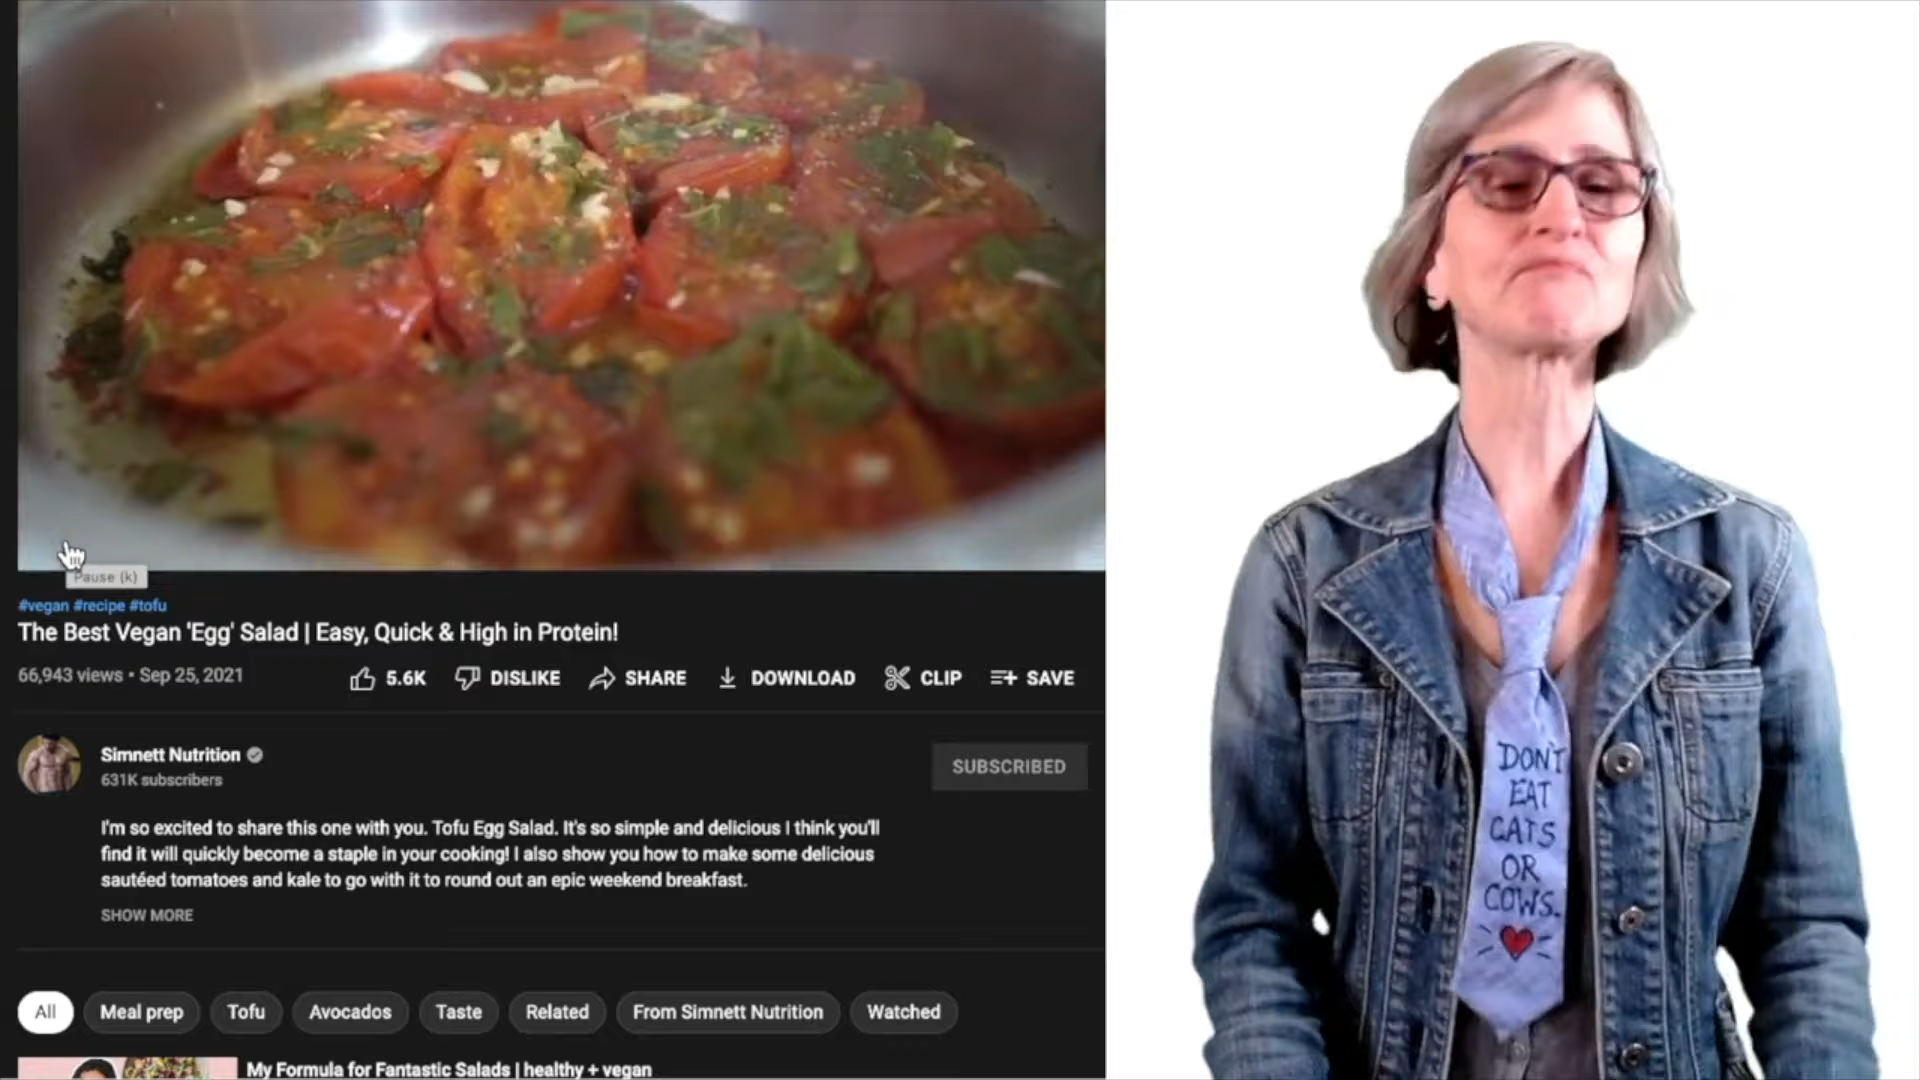 Pause (k)
#vegan #recipe #tofu
The Best Vegan 'Egg' Salad | Easy, Quick & High in Protein!
66,943 views • Sep 25, 2021
5.6K
DISLIKE
SHARE
DOWNLOAD
CLIP
SAVE
Simnett Nutrition
631K subscribers
SUBSCRIBED
I'm so excited to share this one with you. Tofu Egg Salad. It's so simple and delicious I think you'll
find it will quickly become a staple in your cooking! I also show you how to make some delicious
sautéed tomatoes and kale to go with it to round out an epic weekend breakfast.
SHOW MORE
All
Meal prep
Tofu
Avocados
Taste
Related
From Simnett Nutrition
Watched
My Formula for Fantastic Salads | healthy + vegan
DON'T
EAT
CATS
OR
COWS.